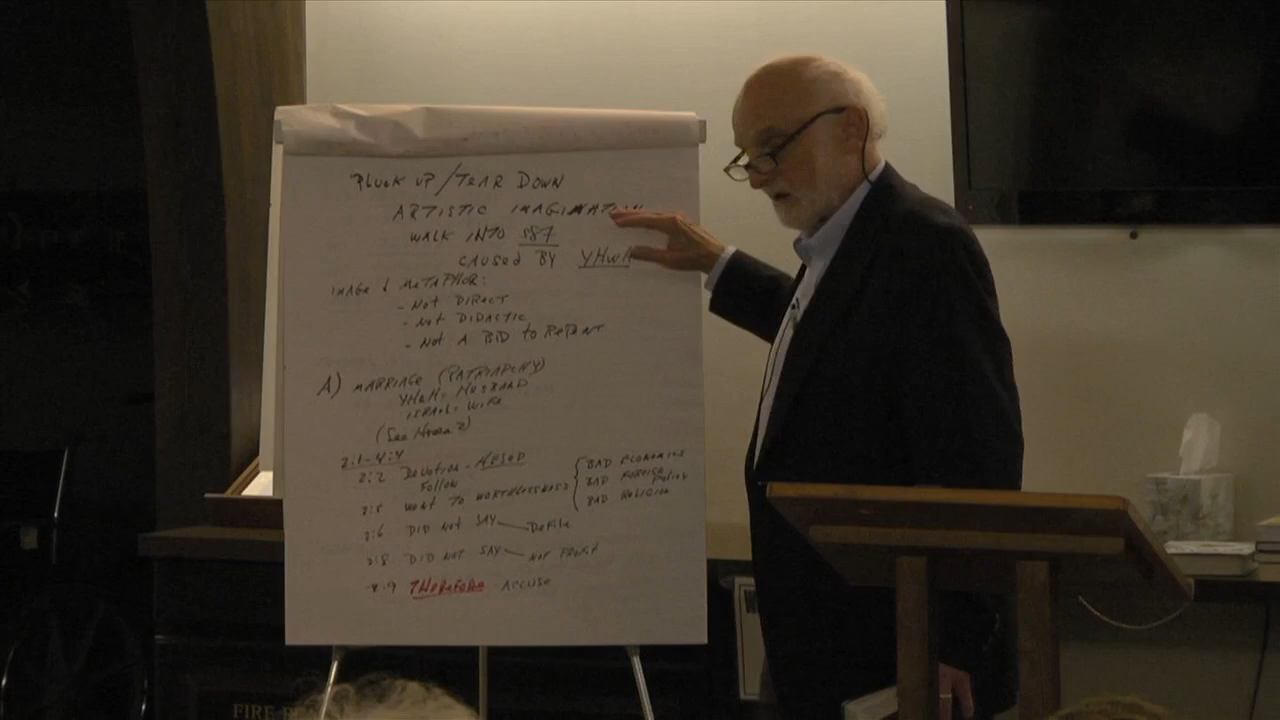 PLUCK UP/TEAR DOWN
ARTISTIC IMAGINATION
WALK INTO 587
CAUSED BY YHWH
IMAGE & METAPHOR:
- NOT DIRECT
- NOT DIDACTIC
- NOT A BID TO REPENT
A) MARRIAGE (PATRIARCHY)
YHWH = HUSBAND
ISRAEL = WIFE
(See HOSEA 2)
2:1-4:4
2:2 DEVOTION - HESED
FOLLOW
2:5 WENT TO WORTHLESSNESS { BAD ECONOMICS
BAD FOREIGN POLICY
BAD RELIGION
2:6 DID NOT SAY — Defile
2:8 DID NOT SAY — NOT PROFIT
2:9 THEREFORE ACCUSE
FIRE